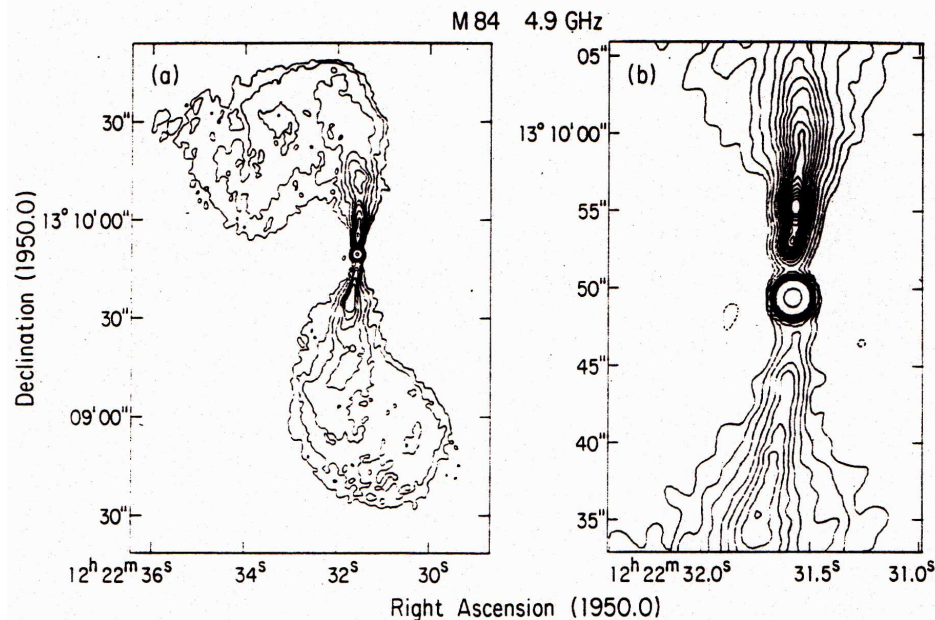 M 84 4.9 GHz
(a)
30"
13° 10' 00"
30"
09' 00"
30"
12ʰ 22ᵐ 36ˢ 34ˢ 32ˢ 30ˢ
Declination (1950.0)
(b)
05"
13° 10' 00"
55"
50"
45"
40"
35"
12ʰ 22ᵐ 32.0ˢ 31.5ˢ 31.0ˢ
Right Ascension (1950.0)